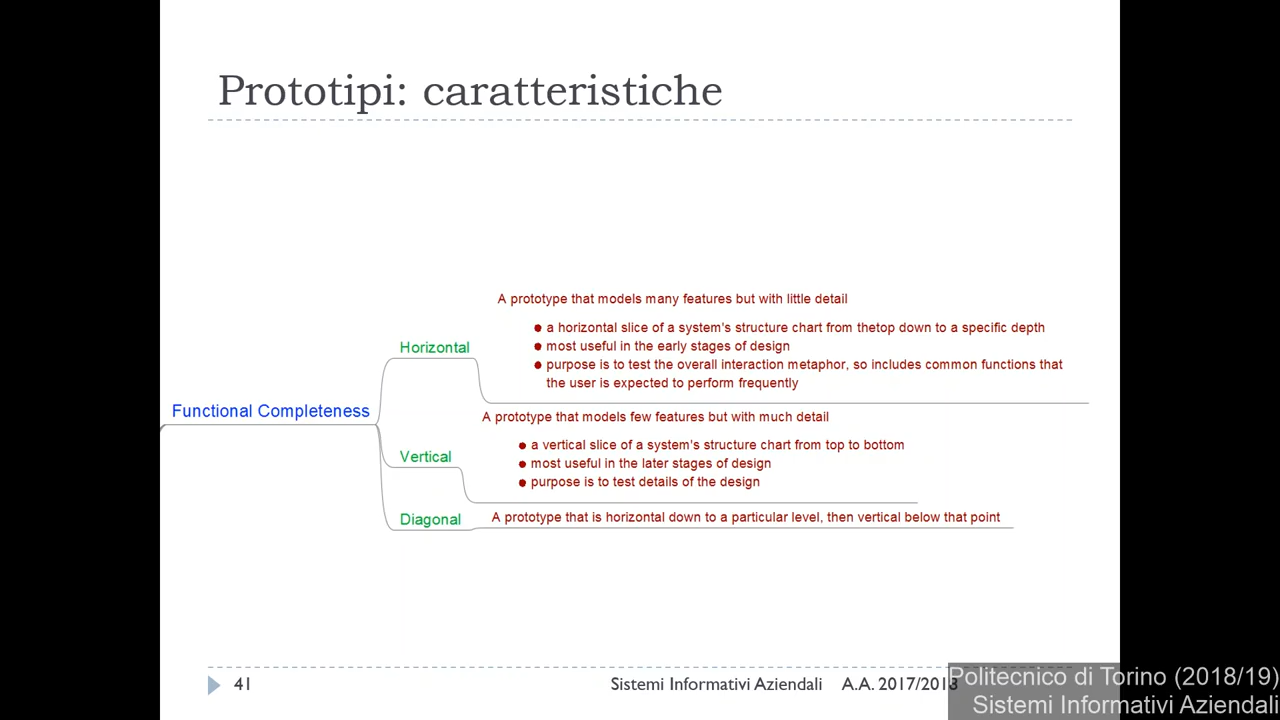 Prototipi: caratteristiche
A prototype that models many features but with little detail
a horizontal slice of a system's structure chart from thetop down to a specific depth
Horizontal
most useful in the early stages of design
purpose is to test the overall interaction metaphor, so includes common functions that
the user is expected to perform frequently
Functional Completeness
A prototype that models few features but with much detail
a vertical slice of a system's structure chart from top to bottom
Vertical
most useful in the later stages of design
purpose is to test details of the design
Diagonal
A prototype that is horizontal down to a particular level, then vertical below that point
41
Sistemi Informativi Aziendali A.A. 2017/2018
Politecnico di Torino (2018/19)
Sistemi Informativi Aziendali